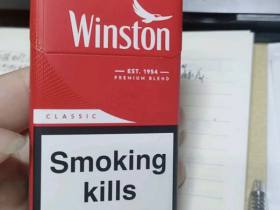 Winston
EST. 1954
PREMIUM BLEND
CLASSIC
Smoking
kills